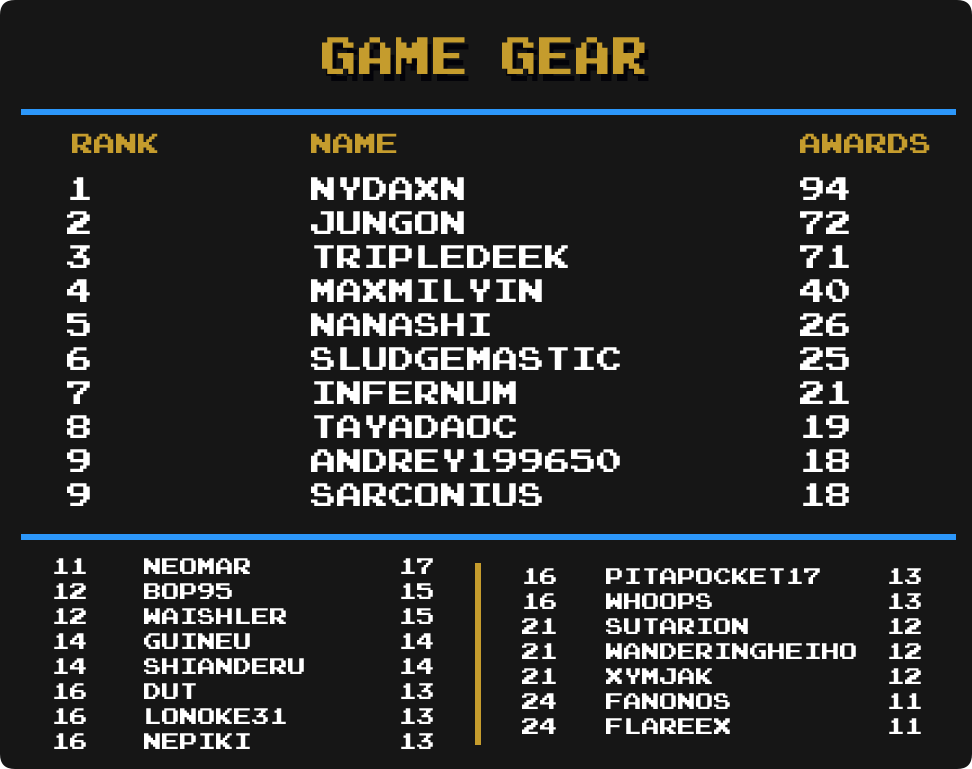 GAME GEAR
RANK NAME AWARDS
1 NYDAXN 94
2 JUNGON 72
3 TRIPLEDEEK 71
4 MAXMILYIN 40
5 NANASHI 26
6 SLUDGEMASTIC 25
7 INFERNUM 21
8 TAYADAOC 19
9 ANDREY199650 18
9 SARCONIUS 18
11 NEOMAR 17
12 BOP95 15
12 WAISHLER 15
14 GUINEU 14
14 SHIANDERU 14
16 DUT 13
16 LONOKE31 13
16 NEPIKI 13
16 PITAPOCKET17 13
16 WHOOPS 13
21 SUTARION 12
21 WANDERINGHEIHO 12
21 XYMJAK 12
24 FANONOS 11
24 FLAREEX 11